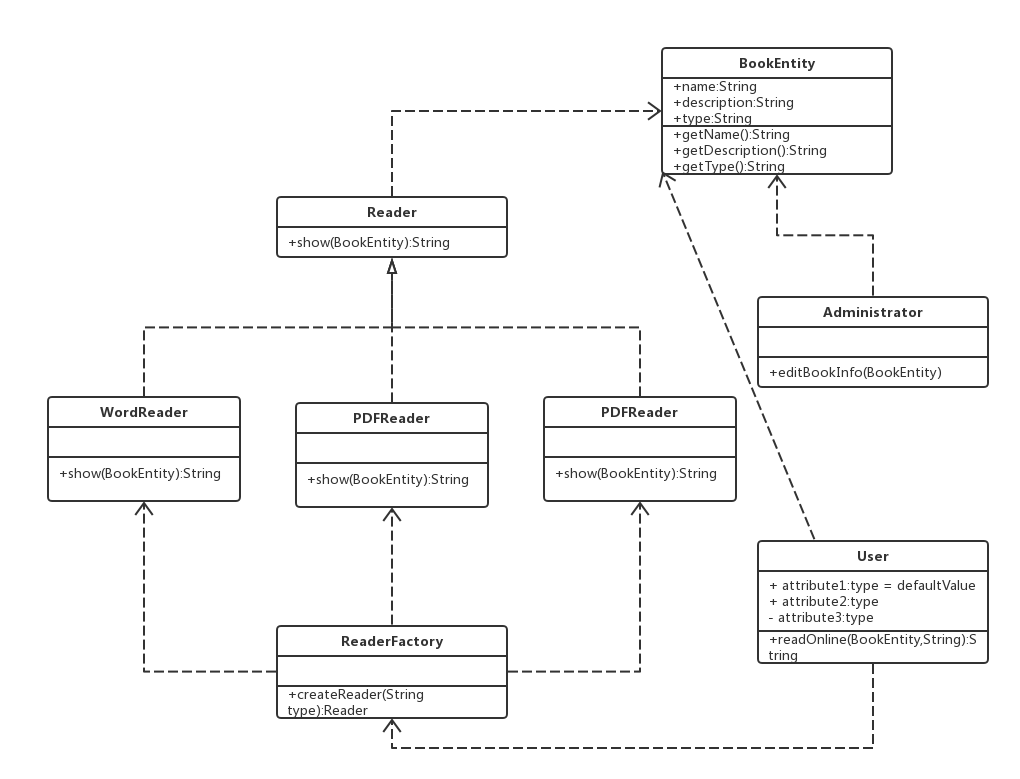 BookEntity
+name:String
+description:String
+type:String
+getName():String
+getDescription():String
+getType():String
Reader
+show(BookEntity):String
Administrator
+editBookInfo(BookEntity)
WordReader
+show(BookEntity):String
PDFReader
+show(BookEntity):String
PDFReader
+show(BookEntity):String
User
+ attribute1:type = defaultValue
+ attribute2:type
- attribute3:type
+readOnline(BookEntity,String):S
tring
ReaderFactory
+createReader(String
type):Reader